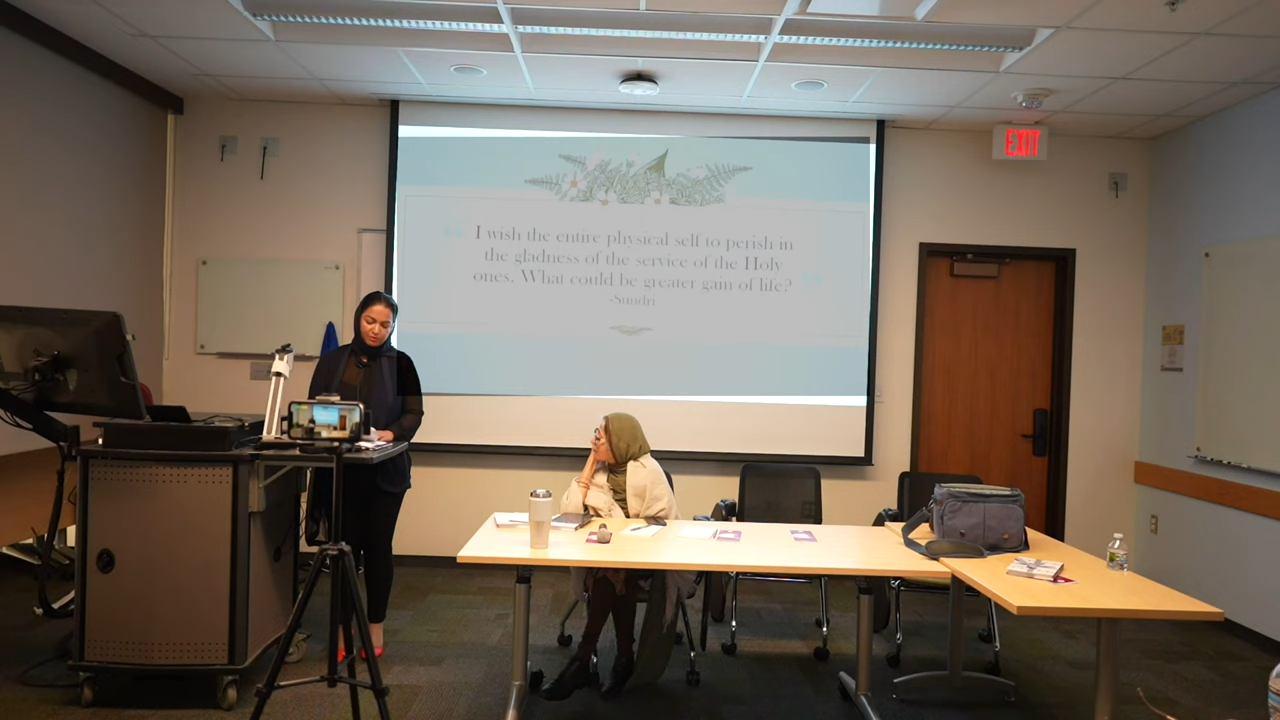 EXIT
I wish the entire physical self to perish in
the gladness of the service of the Holy
ones. What could be greater gain of life?
-Sundri